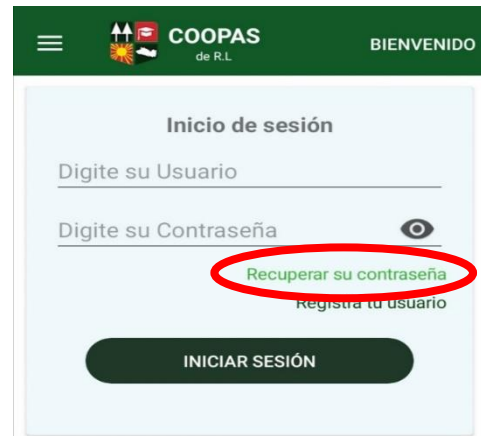 COOPAS
de R.L
BIENVENIDO
Inicio de sesión
Digite su Usuario
Digite su Contraseña
Recuperar su contraseña
Registra tu usuario
INICIAR SESIÓN